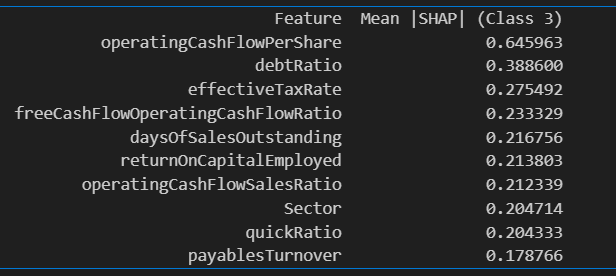 Feature Mean |SHAP| (Class 3)
operatingCashFlowPerShare 0.645963
debtRatio 0.388600
effectiveTaxRate 0.275492
freeCashFlowOperatingCashFlowRatio 0.233329
daysOfSalesOutstanding 0.216756
returnOnCapitalEmployed 0.213803
operatingCashFlowSalesRatio 0.212339
Sector 0.204714
quickRatio 0.204333
payablesTurnover 0.178766